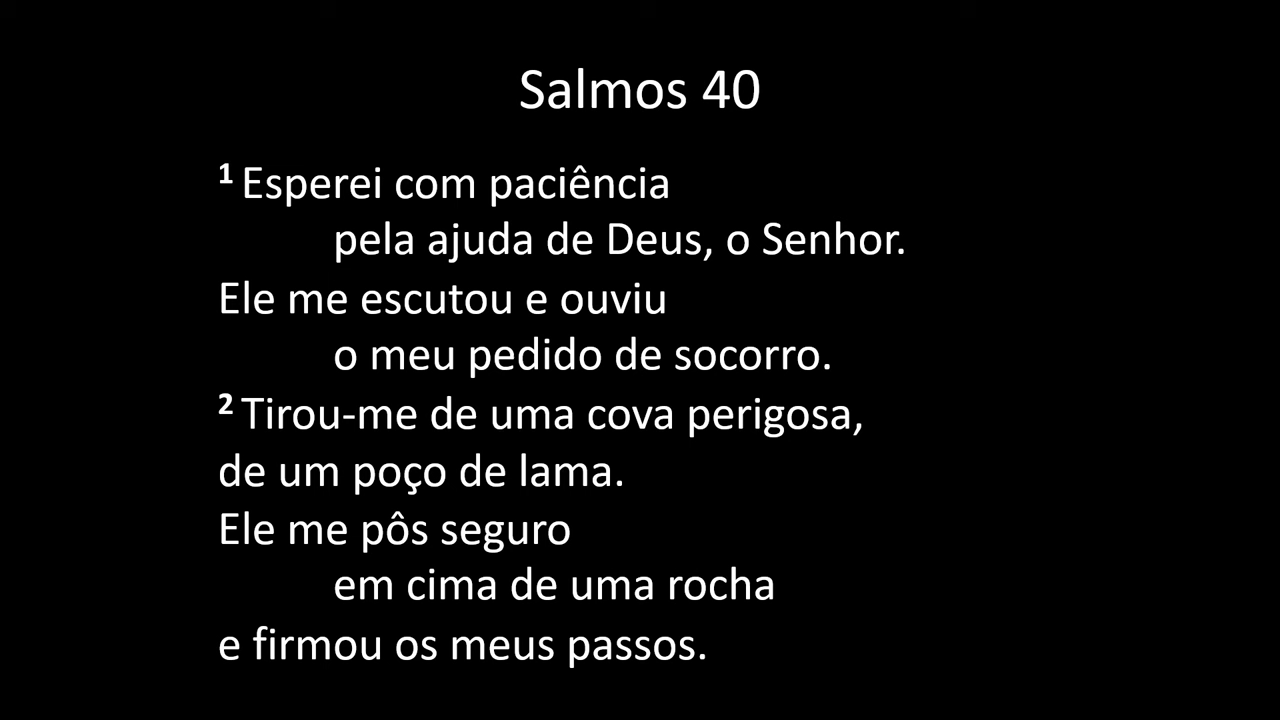 Salmos 40
1 Esperei com paciência
pela ajuda de Deus, o Senhor.
Ele me escutou e ouviu
o meu pedido de socorro.
2 Tirou-me de uma cova perigosa,
de um poço de lama.
Ele me pôs seguro
em cima de uma rocha
e firmou os meus passos.